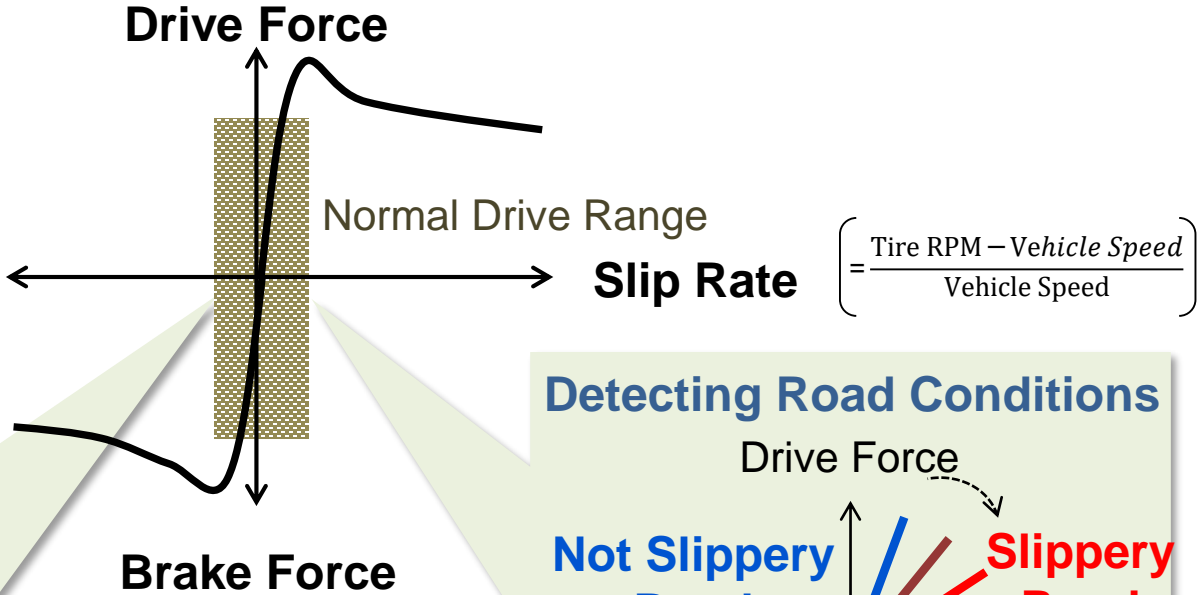 Drive Force
Normal Drive Range
Slip Rate
= Tire RPM − Vehicle Speed
Vehicle Speed
Detecting Road Conditions
Drive Force
Not Slippery
Slippery
Brake Force